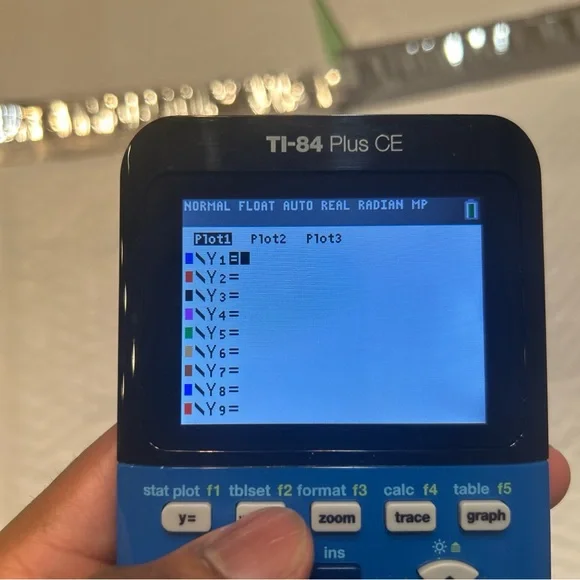 TI-84 Plus CE
NORMAL FLOAT AUTO REAL RADIAN MP
Plot1 Plot2 Plot3
\Y1=
\Y2=
\Y3=
\Y4=
\Y5=
\Y6=
\Y7=
\Y8=
\Y9=
stat plot f1 tblset f2 format f3 calc f4 table f5
y= zoom trace graph
ins